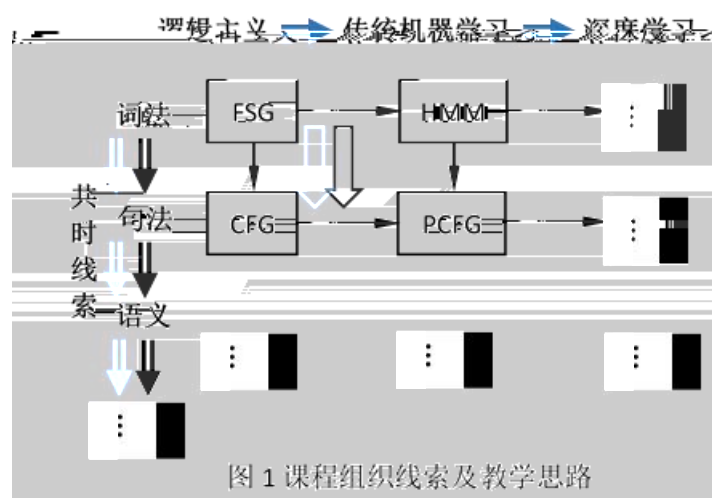 逻辑主义 传统机器学习 深度学习
词法 FSG HMM ⋮
共时线索
句法 CFG PCFG ⋮
语义 ⋮ ⋮ ⋮
⋮
图 1 课程组织线索及教学思路